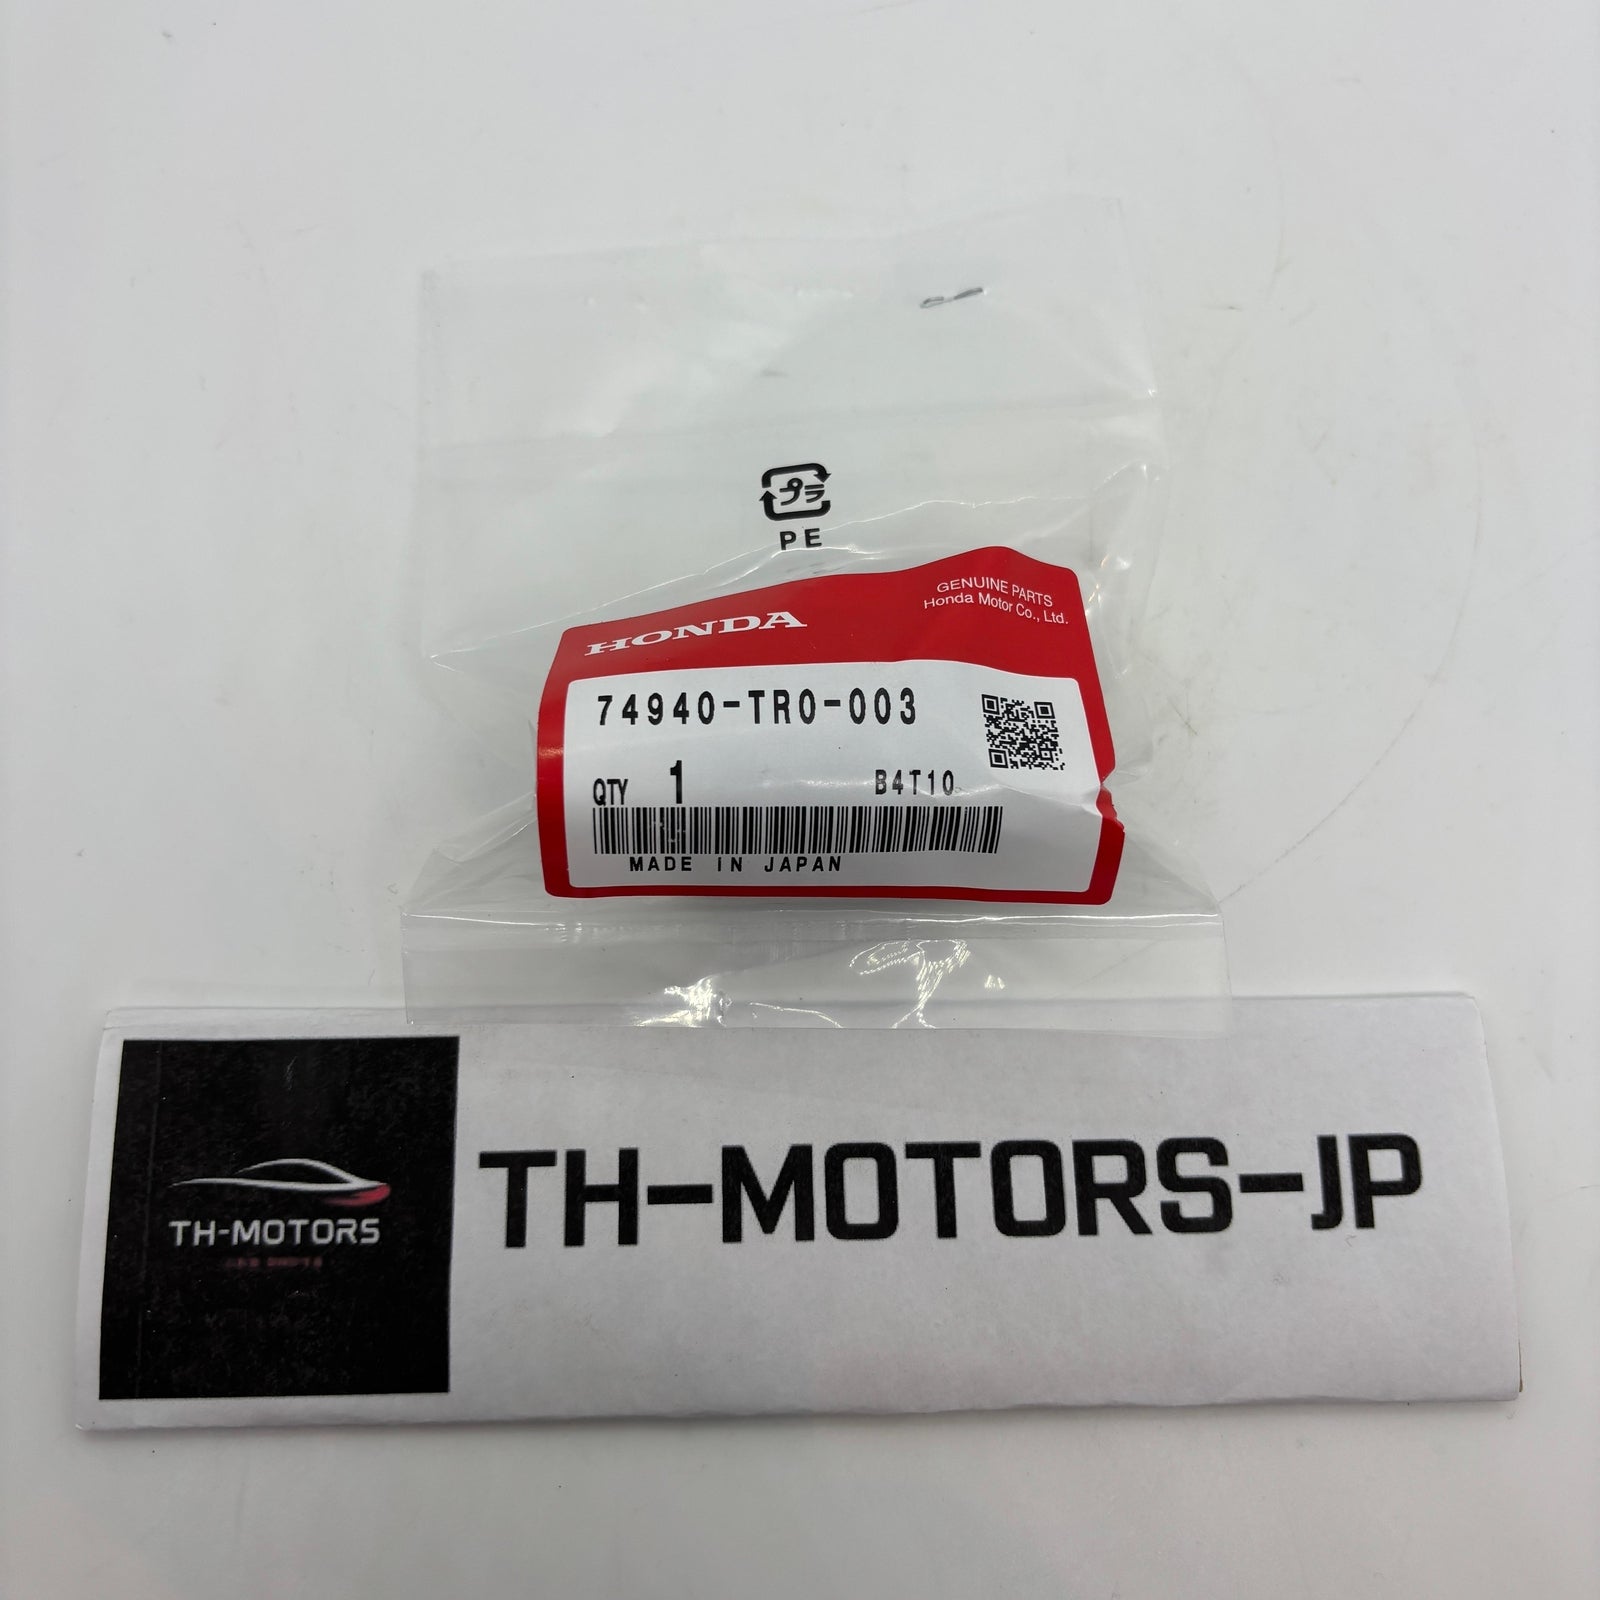 プラ
PE
HONDA
GENUINE PARTS
Honda Motor Co., Ltd.
74940-TR0-003
QTY 1
B4T10
MADE IN JAPAN
TH-MOTORS
TH-MOTORS-JP